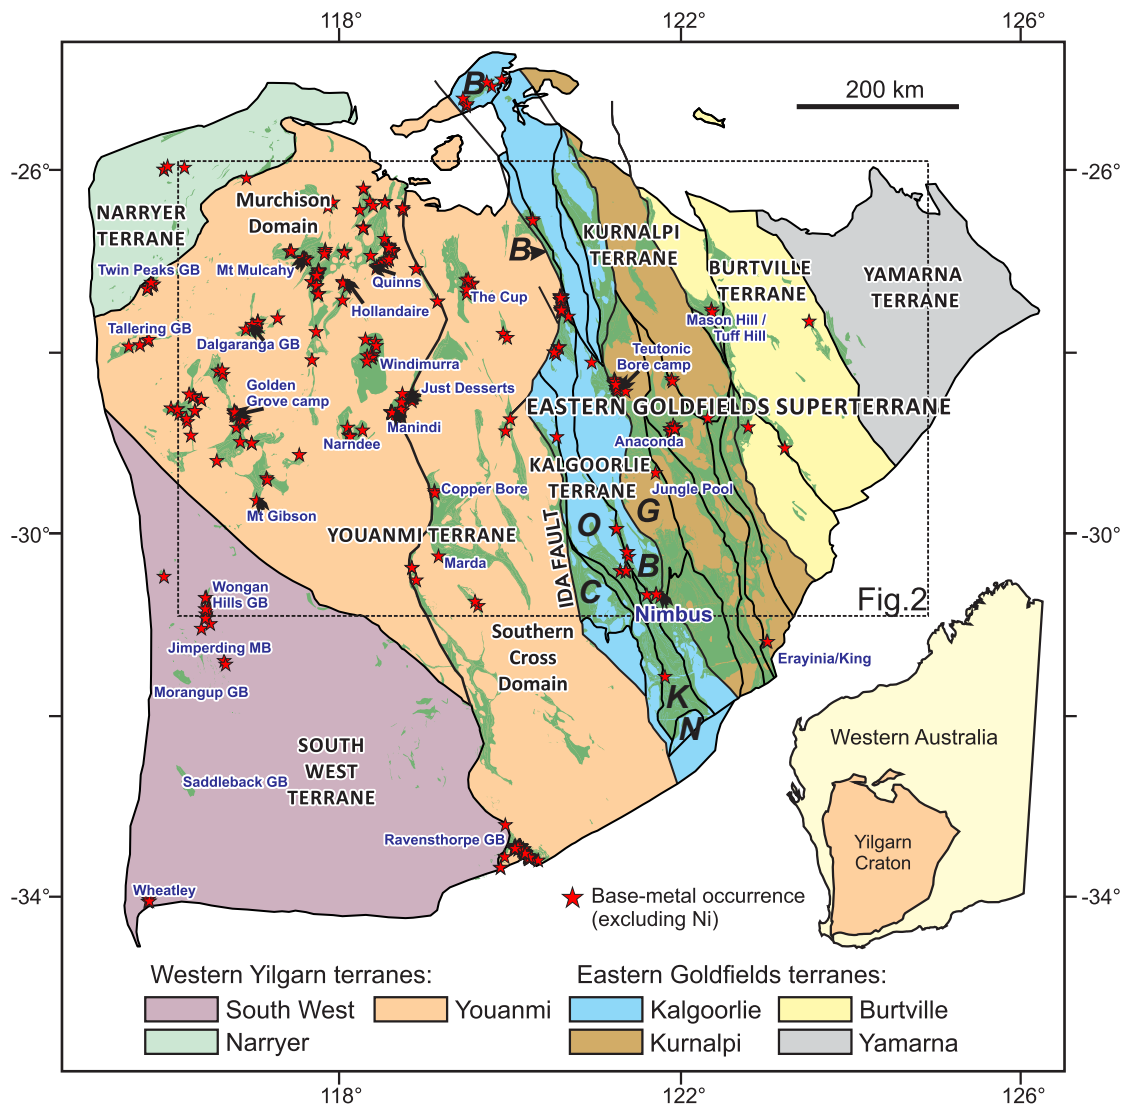 118°
122°
126°
B
200 km
-26°
-26°
NARRYER
TERRANE
Murchison
Domain
B
KURNALPI
TERRANE
BURTVILLE
TERRANE
YAMARNA
TERRANE
Twin Peaks GB
Mt Mulcahy
Quinns
The Cup
Hollandaire
Mason Hill /
Tuff Hill
Tallering GB
Dalgaranga GB
Windimurra
Teutonic
Bore camp
Golden
Grove camp
Just Desserts
EASTERN GOLDFIELDS SUPERTERRANE
Manindi
Narndee
Anaconda
KALGOORLIE
TERRANE
Copper Bore
Jungle Pool
Mt Gibson
G
O
-30°
-30°
YOUANMI TERRANE
IDA FAULT
Marda
B
C
Wongan
Hills GB
Fig.2
Nimbus
Southern
Cross
Domain
Jimperding MB
Erayinia/King
Morangup GB
K
N
SOUTH
WEST
TERRANE
Western Australia
Saddleback GB
Ravensthorpe GB
Yilgarn
Craton
Wheatley
-34°
-34°
Base-metal occurrence
(excluding Ni)
Western Yilgarn terranes:
Eastern Goldfields terranes:
South West
Youanmi
Kalgoorlie
Burtville
Narryer
Kurnalpi
Yamarna
118°
122°
126°